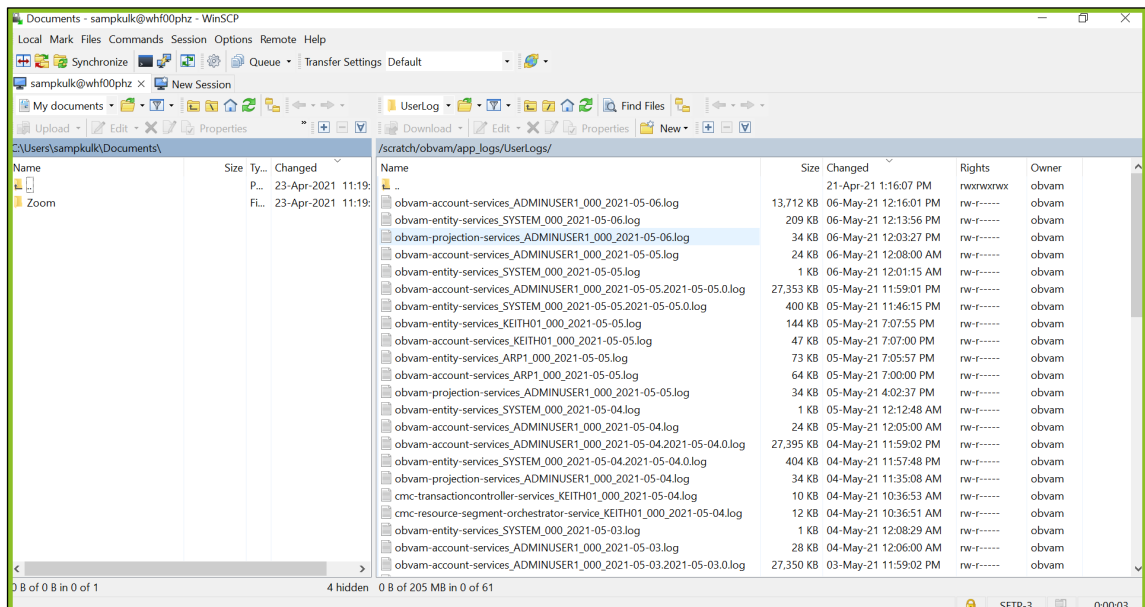 Documents - sampkulk@whf00phz - WinSCP
Local Mark Files Commands Session Options Remote Help
Synchronize Queue Transfer Settings Default
sampkulk@whf00phz × New Session
My documents UserLog Find Files
Upload Edit Properties » Download Edit Properties New
C:\Users\sampkulk\Documents\ /scratch/obvam/app_logs/UserLogs/
Name Size Ty... Changed Name Size Changed Rights Owner
.. P... 23-Apr-2021 11:19: .. 21-Apr-21 1:16:07 PM rwxrwxrwx obvam
Zoom Fi... 23-Apr-2021 11:19: obvam-account-services_ADMINUSER1_000_2021-05-06.log 13,712 KB 06-May-21 12:16:01 PM rw-r----- obvam
obvam-entity-services_SYSTEM_000_2021-05-06.log 209 KB 06-May-21 12:13:56 PM rw-r----- obvam
obvam-projection-services_ADMINUSER1_000_2021-05-06.log 34 KB 06-May-21 12:03:27 PM rw-r----- obvam
obvam-account-services_ADMINUSER1_000_2021-05-05.log 24 KB 06-May-21 12:08:00 AM rw-r----- obvam
obvam-entity-services_SYSTEM_000_2021-05-05.log 1 KB 06-May-21 12:01:15 AM rw-r----- obvam
obvam-account-services_ADMINUSER1_000_2021-05-05.2021-05-05.0.log 27,353 KB 05-May-21 11:59:01 PM rw-r----- obvam
obvam-entity-services_SYSTEM_000_2021-05-05.2021-05-05.0.log 400 KB 05-May-21 11:46:15 PM rw-r----- obvam
obvam-entity-services_KEITH01_000_2021-05-05.log 144 KB 05-May-21 7:07:55 PM rw-r----- obvam
obvam-account-services_KEITH01_000_2021-05-05.log 47 KB 05-May-21 7:07:00 PM rw-r----- obvam
obvam-entity-services_ARP1_000_2021-05-05.log 73 KB 05-May-21 7:05:57 PM rw-r----- obvam
obvam-account-services_ARP1_000_2021-05-05.log 64 KB 05-May-21 7:00:00 PM rw-r----- obvam
obvam-projection-services_ADMINUSER1_000_2021-05-05.log 34 KB 05-May-21 4:02:37 PM rw-r----- obvam
obvam-entity-services_SYSTEM_000_2021-05-04.log 1 KB 05-May-21 12:12:48 AM rw-r----- obvam
obvam-account-services_ADMINUSER1_000_2021-05-04.log 24 KB 05-May-21 12:05:00 AM rw-r----- obvam
obvam-account-services_ADMINUSER1_000_2021-05-04.2021-05-04.0.log 27,395 KB 04-May-21 11:59:02 PM rw-r----- obvam
obvam-entity-services_SYSTEM_000_2021-05-04.2021-05-04.0.log 404 KB 04-May-21 11:57:48 PM rw-r----- obvam
obvam-projection-services_ADMINUSER1_000_2021-05-04.log 34 KB 04-May-21 11:35:08 AM rw-r----- obvam
cmc-transactioncontroller-services_KEITH01_000_2021-05-04.log 10 KB 04-May-21 10:36:53 AM rw-r----- obvam
cmc-resource-segment-orchestrator-service_KEITH01_000_2021-05-04.log 12 KB 04-May-21 10:36:51 AM rw-r----- obvam
obvam-entity-services_SYSTEM_000_2021-05-03.log 1 KB 04-May-21 12:08:29 AM rw-r----- obvam
obvam-account-services_ADMINUSER1_000_2021-05-03.log 28 KB 04-May-21 12:06:00 AM rw-r----- obvam
obvam-account-services_ADMINUSER1_000_2021-05-03.2021-05-03.0.log 27,350 KB 03-May-21 11:59:02 PM rw-r----- obvam
0 B of 0 B in 0 of 1 4 hidden 0 B of 205 MB in 0 of 61
SFTP-3 0:00:03